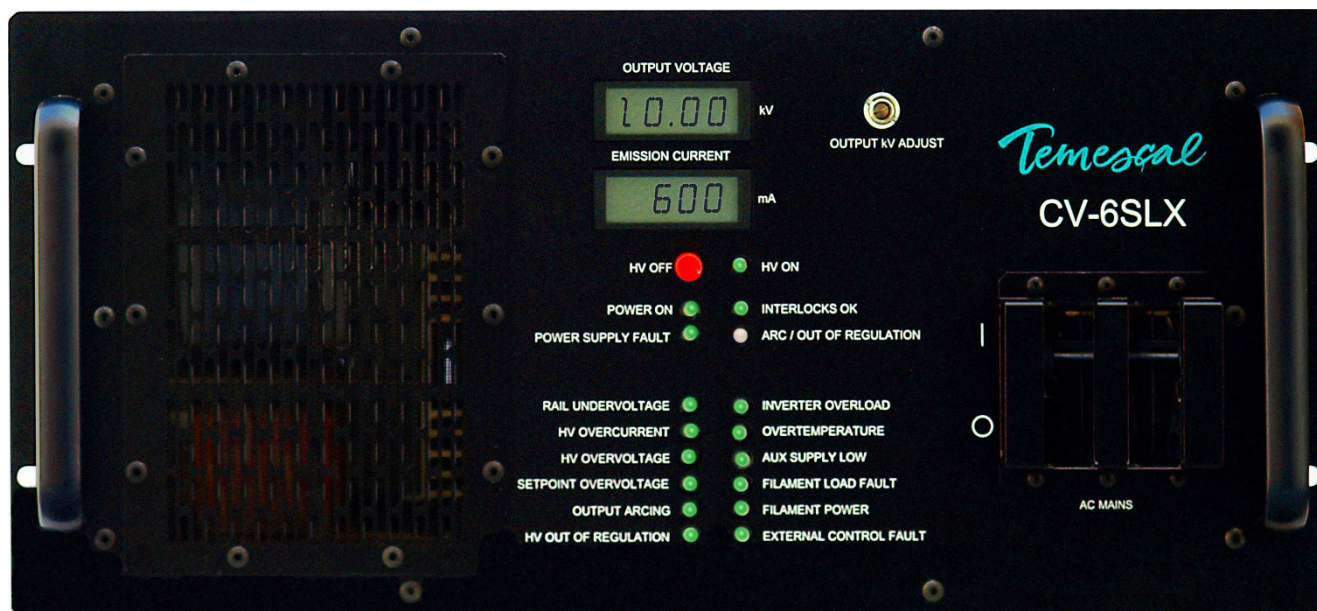 OUTPUT VOLTAGE
10.00 kV
OUTPUT kV ADJUST
EMISSION CURRENT
600 mA
Temescal
CV-6SLX
HV OFF HV ON
POWER ON INTERLOCKS OK
POWER SUPPLY FAULT ARC / OUT OF REGULATION
RAIL UNDERVOLTAGE INVERTER OVERLOAD
HV OVERCURRENT OVERTEMPERATURE
HV OVERVOLTAGE AUX SUPPLY LOW
SETPOINT OVERVOLTAGE FILAMENT LOAD FAULT
OUTPUT ARCING FILAMENT POWER
HV OUT OF REGULATION EXTERNAL CONTROL FAULT
| 
O
AC MAINS